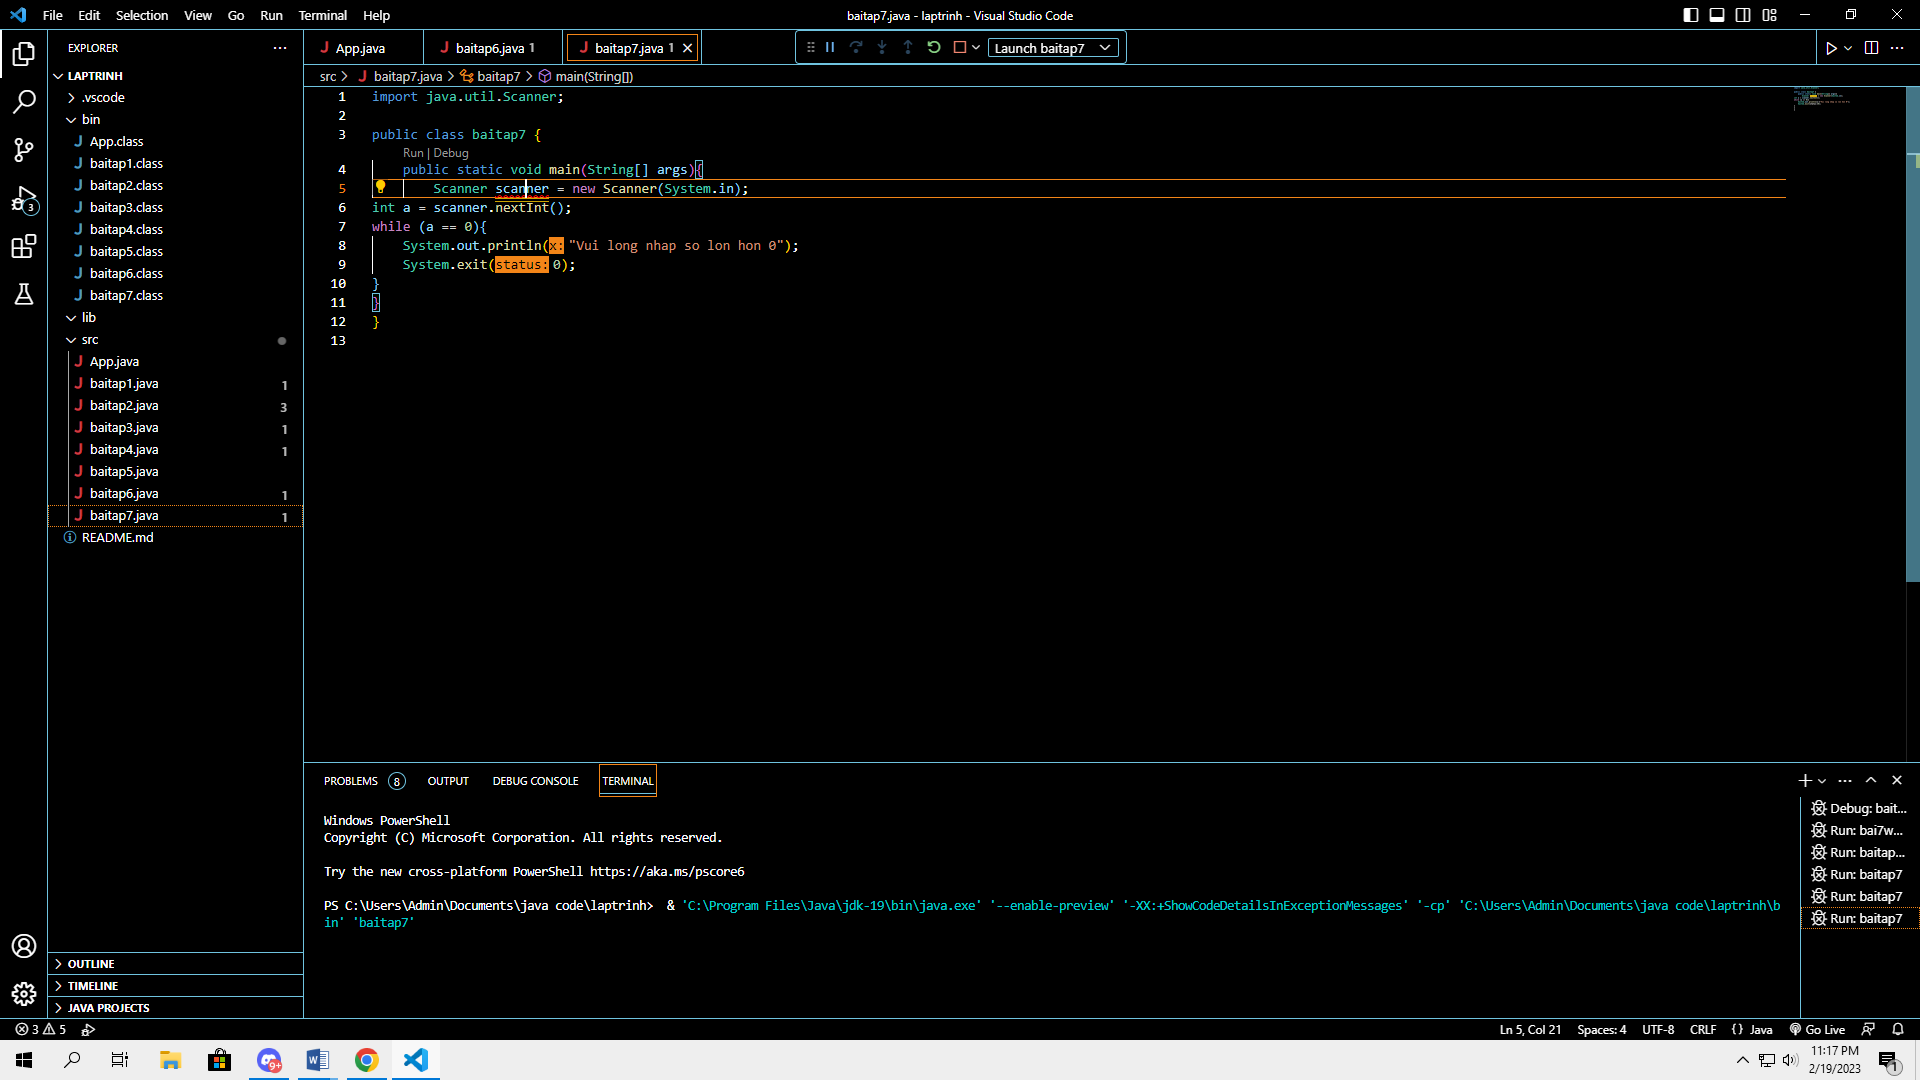 File Edit Selection View Go Run Terminal Help
baitap7.java - laptrinh - Visual Studio Code
EXPLORER
App.java
baitap6.java 1
baitap7.java 1
Launch baitap7
LAPTRINH
.vscode
bin
App.class
baitap1.class
baitap2.class
baitap3.class
baitap4.class
baitap5.class
baitap6.class
baitap7.class
lib
src
App.java
baitap1.java 1
baitap2.java 3
baitap3.java 1
baitap4.java 1
baitap5.java
baitap6.java 1
baitap7.java 1
README.md
OUTLINE
TIMELINE
JAVA PROJECTS
3
src > baitap7.java > baitap7 > main(String[])
1 import java.util.Scanner;
2
3 public class baitap7 {
Run | Debug
4 public static void main(String[] args){
5 Scanner scanner = new Scanner(System.in);
6 int a = scanner.nextInt();
7 while (a == 0){
8 System.out.println(x: "Vui long nhap so lon hon 0");
9 System.exit(status: 0);
10 }
11 }
12 }
13
PROBLEMS 8 OUTPUT DEBUG CONSOLE TERMINAL
Windows PowerShell
Copyright (C) Microsoft Corporation. All rights reserved.
Try the new cross-platform PowerShell https://aka.ms/pscore6
PS C:\Users\Admin\Documents\java code\laptrinh> & 'C:\Program Files\Java\jdk-19\bin\java.exe' '--enable-preview' '-XX:+ShowCodeDetailsInExceptionMessages' '-cp' 'C:\Users\Admin\Documents\java code\laptrinh\b
in' 'baitap7'
Debug: bait...
Run: bai7w...
Run: baitap...
Run: baitap7
Run: baitap7
Run: baitap7
3 5
Ln 5, Col 21 Spaces: 4 UTF-8 CRLF {} Java Go Live
9+
11:17 PM
2/19/2023
1